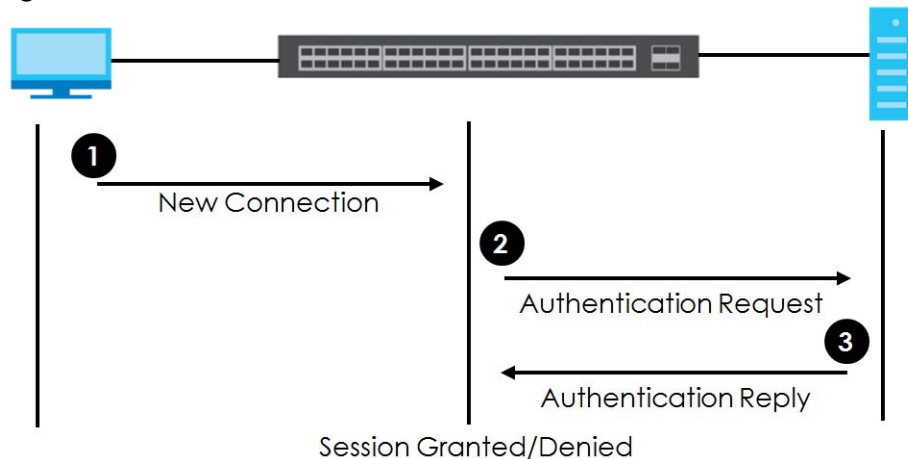 1
New Connection
2
Authentication Request
3
Authentication Reply
Session Granted/Denied